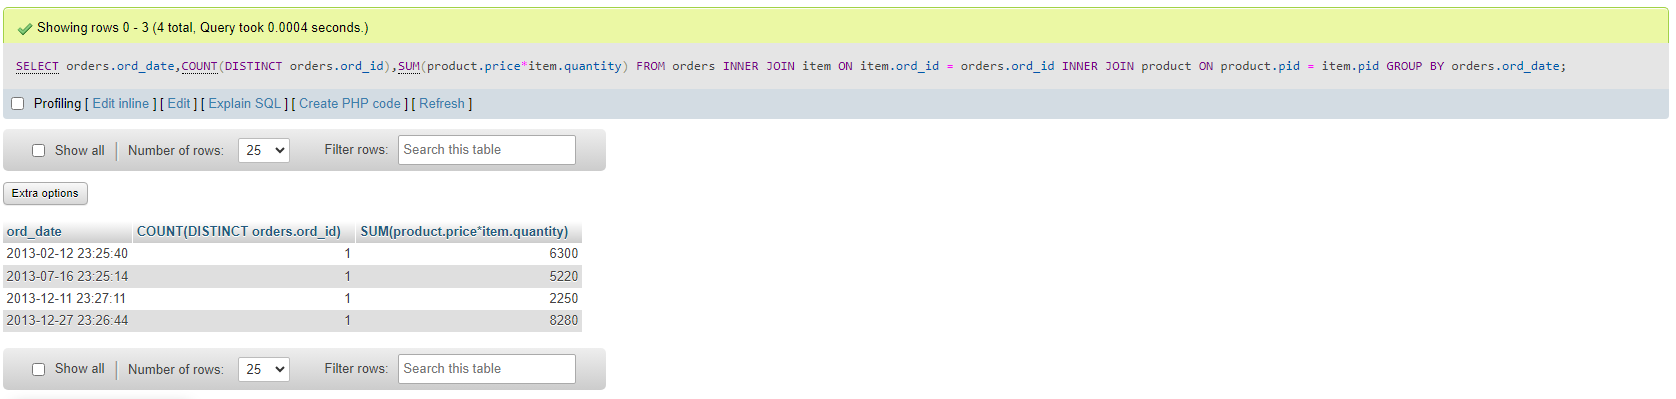 Showing rows 0 - 3 (4 total, Query took 0.0004 seconds.)
SELECT orders.ord_date,COUNT(DISTINCT orders.ord_id),SUM(product.price*item.quantity) FROM orders INNER JOIN item ON item.ord_id = orders.ord_id INNER JOIN product ON product.pid = item.pid GROUP BY orders.ord_date;
Profiling [ Edit inline ] [ Edit ] [ Explain SQL ] [ Create PHP code ] [ Refresh ]
Show all Number of rows: 25 Filter rows: Search this table
Extra options
ord_date COUNT(DISTINCT orders.ord_id) SUM(product.price*item.quantity)
2013-02-12 23:25:40 1 6300
2013-07-16 23:25:14 1 5220
2013-12-11 23:27:11 1 2250
2013-12-27 23:26:44 1 8280
Show all Number of rows: 25 Filter rows: Search this table